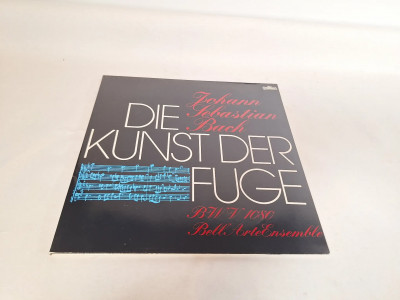 Johann
Sebastian
Bach
DIE
KUNST DER
FUGE
BWV 1080
Bell' Arte Ensemble